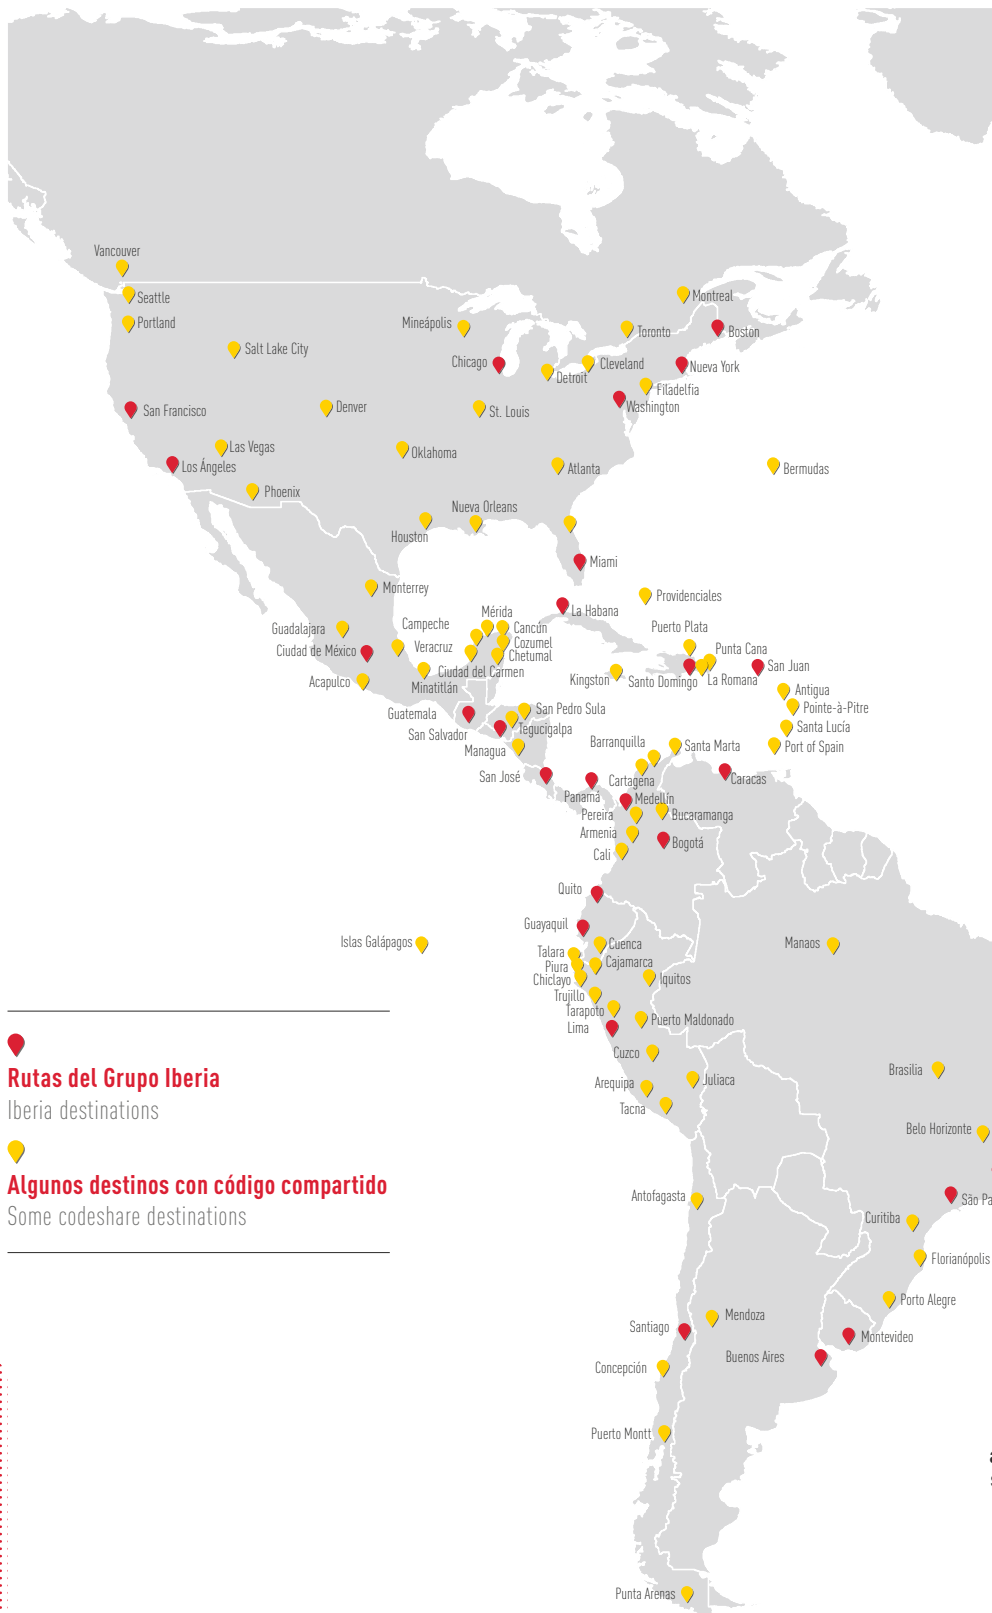 Vancouver
Seattle
Montreal
Portland
Mineápolis
Toronto
Boston
Salt Lake City
Chicago
Cleveland
Nueva York
Detroit
Filadelfia
Denver
Washington
San Francisco
St. Louis
Las Vegas
Oklahoma
Los Ángeles
Atlanta
Bermudas
Phoenix
Nueva Orleans
Houston
Miami
Monterrey
Providenciales
La Habana
Mérida
Campeche
Guadalajara
Cancún
Puerto Plata
Cozumel
Veracruz
Ciudad de México
Chetumal
Punta Cana
San Juan
Ciudad del Carmen
Kingston
Santo Domingo
La Romana
Acapulco
Minatitlán
Antigua
Pointe-à-Pitre
San Pedro Sula
Guatemala
Santa Lucía
Tegucigalpa
San Salvador
Barranquilla
Santa Marta
Port of Spain
Managua
San José
Cartagena
Caracas
Panamá
Medellín
Pereira
Bucaramanga
Armenia
Bogotá
Cali
Quito
Guayaquil
Islas Galápagos
Cuenca
Manaos
Talara
Cajamarca
Piura
Chiclayo
Iquitos
Trujillo
Tarapoto
Puerto Maldonado
Lima
Cuzco
Rutas del Grupo Iberia
Iberia destinations
Brasilia
Juliaca
Arequipa
Tacna
Belo Horizonte
Algunos destinos con código compartido
Some codeshare destinations
Antofagasta
São Pa
Curitiba
Florianópolis
Porto Alegre
Mendoza
Santiago
Montevideo
Buenos Aires
Concepción
Puerto Montt
Punta Arenas